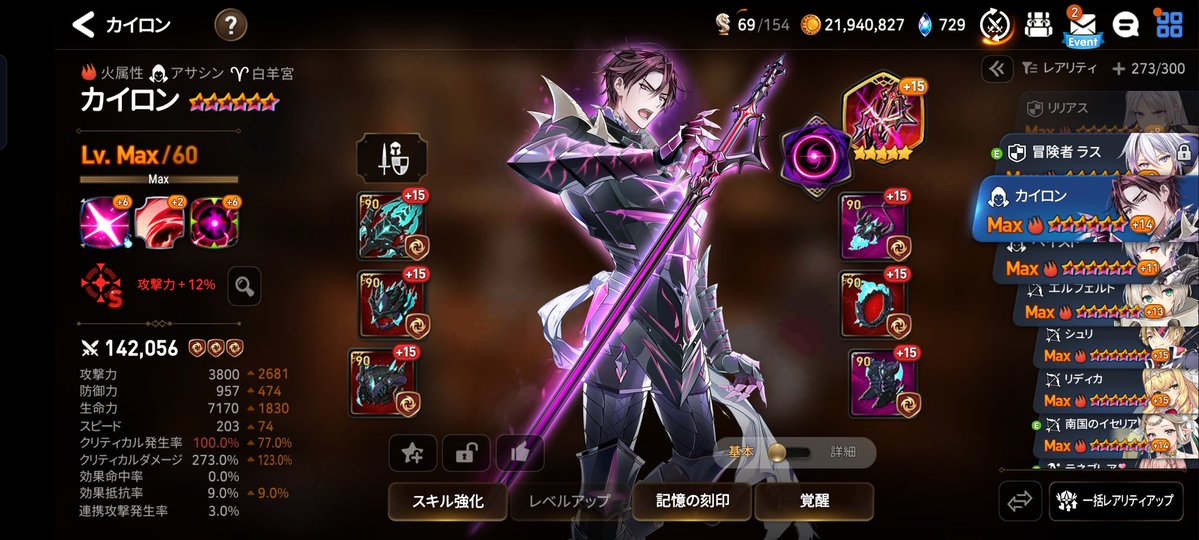 カイロン
?
69/154
21,940,827
729
2
Event
火属性 アサシン 白羊宮
カイロン
Lv. Max/60
Max
+6
+2
+6
S
攻撃力+12%
142,056
攻撃力 3800 2681
防御力 957 474
生命力 7170 1830
スピード 203 74
クリティカル発生率 100.0% 77.0%
クリティカルダメージ 273.0% 123.0%
効果命中率 0.0%
効果抵抗率 9.0% 9.0%
連携攻撃発生率 3.0%
90 +15
90 +15
90 +15
+15
90 +15
90 +15
90 +15
基本 詳細
スキル強化
レベルアップ
記憶の刻印
覚醒
レアリティ + 273/300
リリアス
Max
E 冒険者 ラス
カイロン
Max +14
Max +11
エルフェルト
Max +13
シュリ
Max +15
リディカ
Max +15
E 南国のイセリア
Max +14
一括レアリティアップ